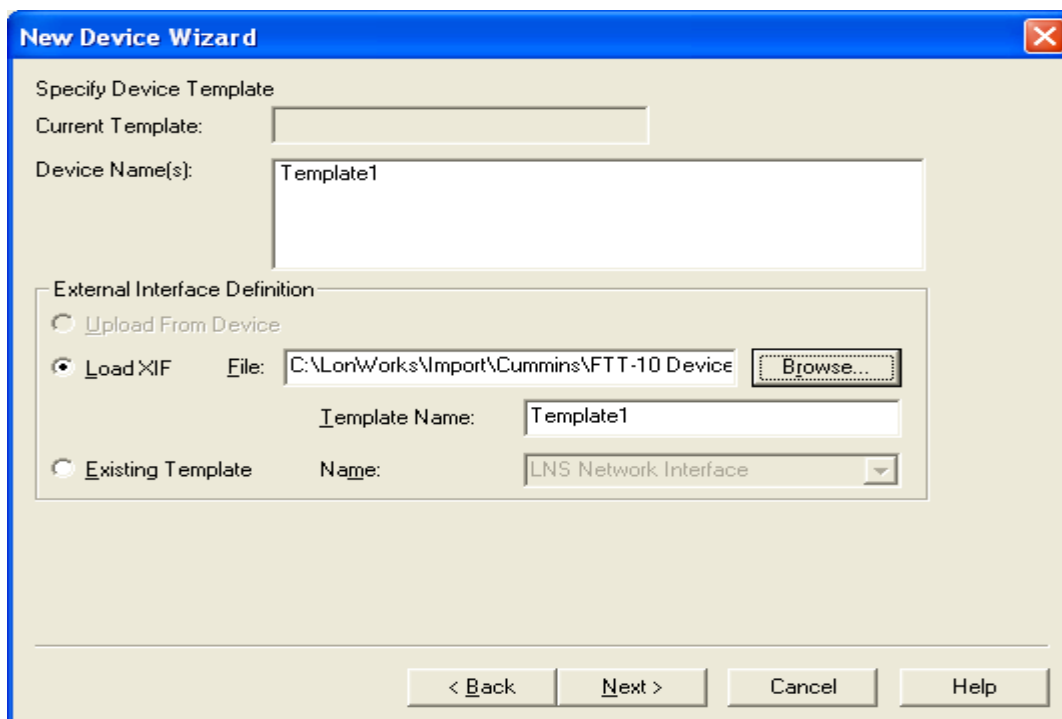 New Device Wizard
Specify Device Template
Current Template:
Device Name(s):
Template1
External Interface Definition
Upload From Device
Load XIF File: C:\LonWorks\Import\Cummins\FTT-10 Device Browse...
Template Name: Template1
Existing Template Name: LNS Network Interface
< Back Next > Cancel Help